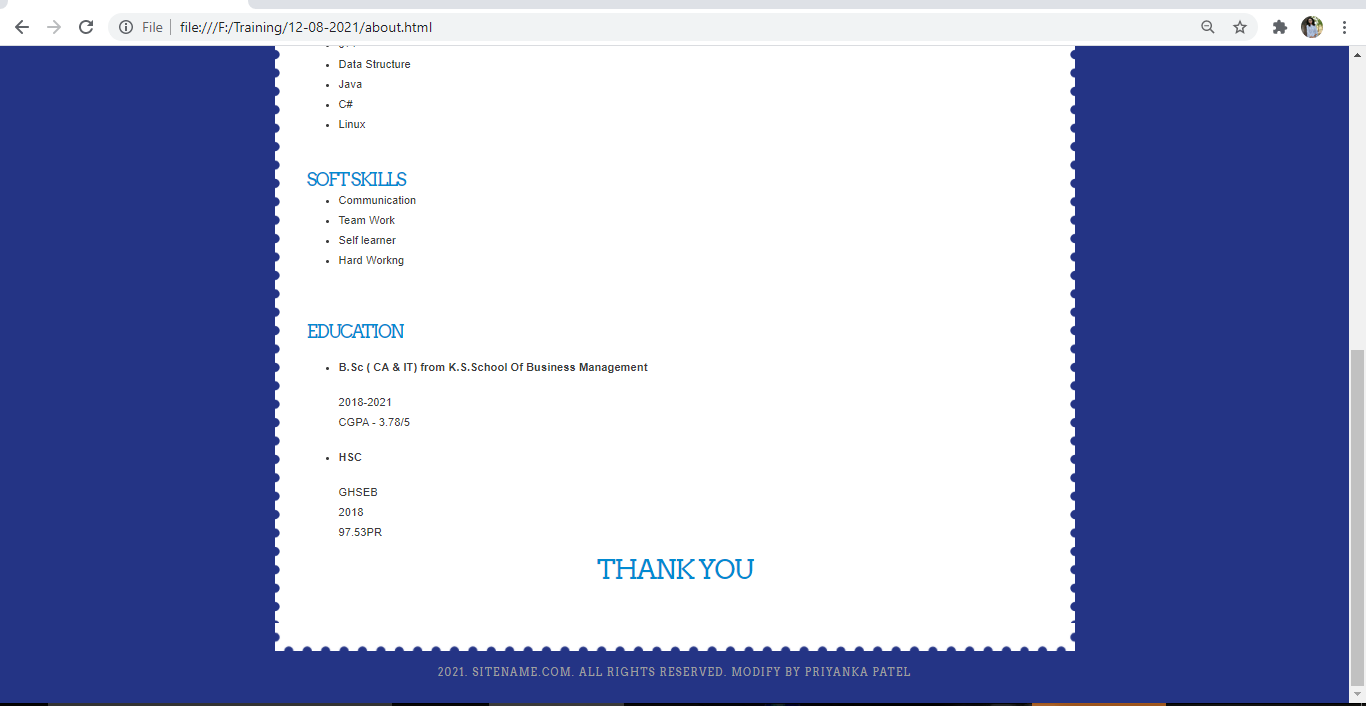 File
file:///F:/Training/12-08-2021/about.html
Data Structure
Java
C#
Linux
SOFT SKILLS
Communication
Team Work
Self learner
Hard Workng
EDUCATION
B.Sc ( CA & IT) from K.S.School Of Business Management
2018-2021
CGPA - 3.78/5
HSC
GHSEB
2018
97.53PR
THANK YOU
2021. SITENAME.COM. ALL RIGHTS RESERVED. MODIFY BY PRIYANKA PATEL